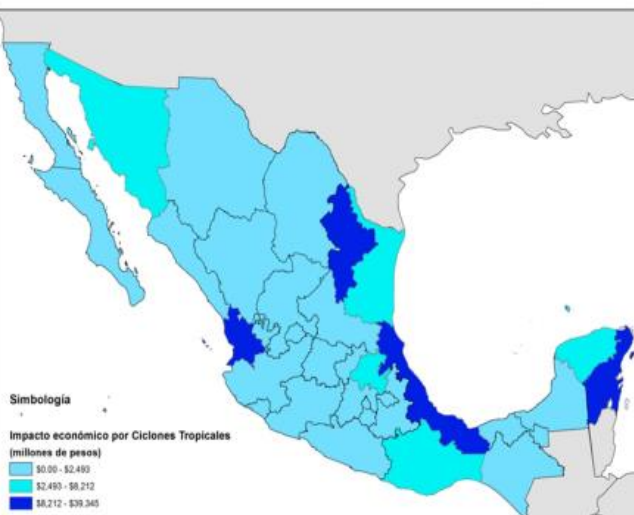 Simbología
Impacto económico por Ciclones Tropicales
(millones de pesos)
$0.00 - $2,493
$2,493 - $8,212
$8,212 - $39,345